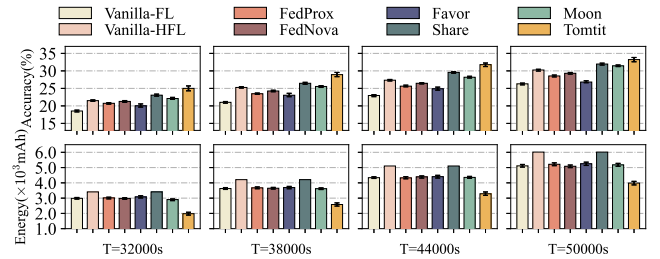 Vanilla-FL FedProx Favor Moon
Vanilla-HFL FedNova Share Tomtit
Accuracy(%)
35
30
25
20
15
Energy(×10³mAh)
6.0
5.0
4.0
3.0
2.0
1.0
T=32000s T=38000s T=44000s T=50000s